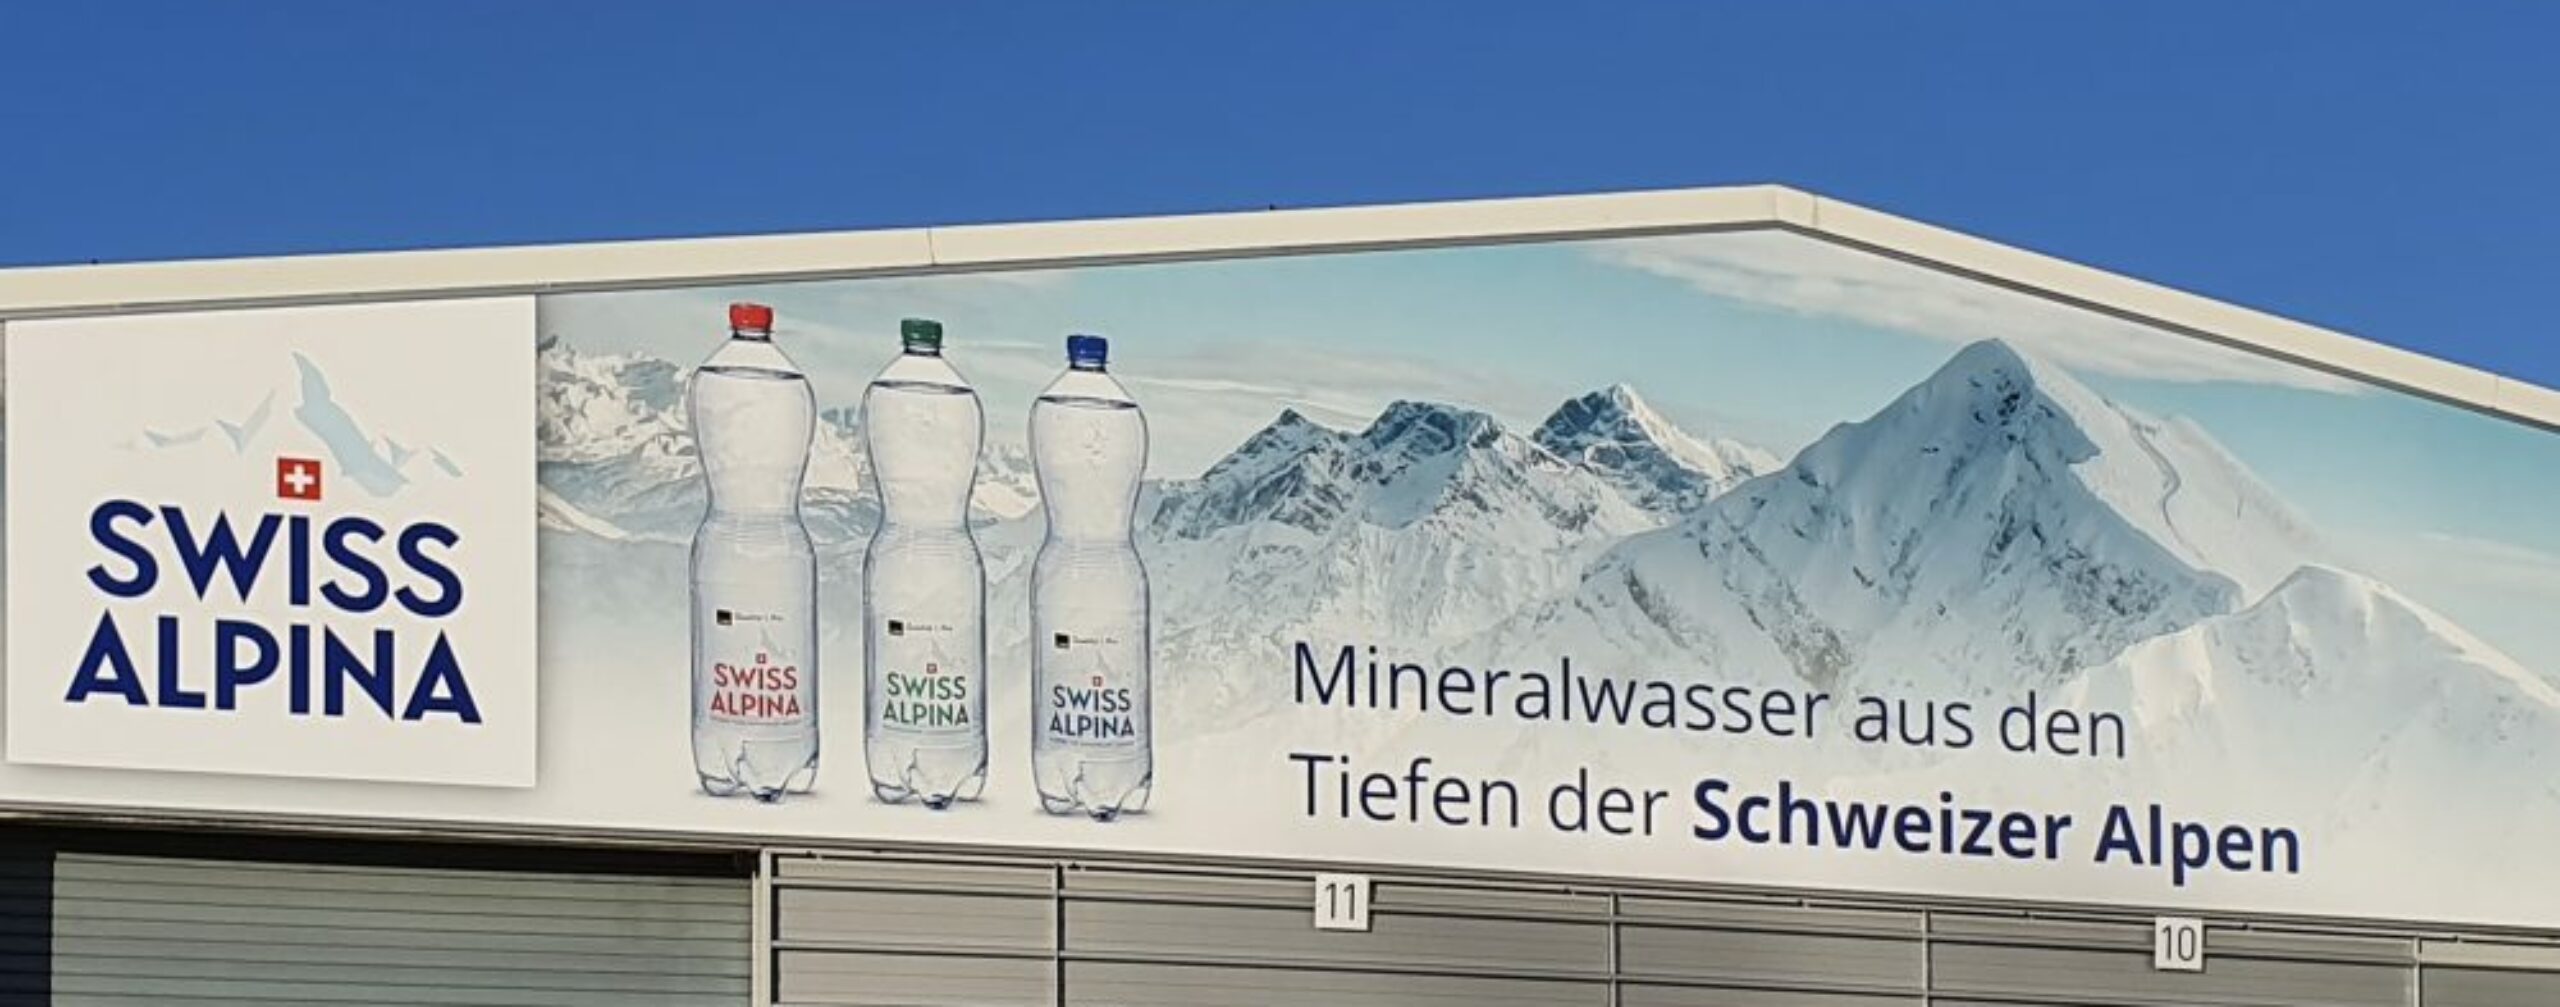 SWISS
ALPINA
SWISS
ALPINA
SWISS
ALPINA
SWISS
ALPINA
Mineralwasser aus den
Tiefen der Schweizer Alpen
11
10